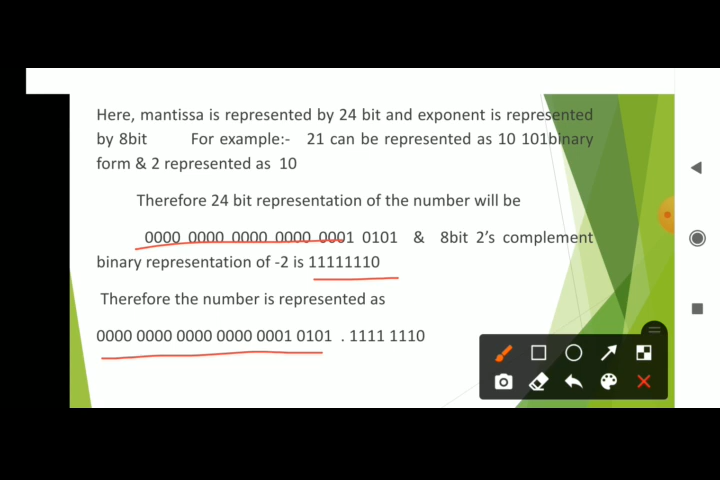 Here, mantissa is represented by 24 bit and exponent is represented
by 8bit For example:- 21 can be represented as 10 101binary
form & 2 represented as 10
Therefore 24 bit representation of the number will be
0000 0000 0000 0000 0001 0101 & 8bit 2's complement
binary representation of -2 is 11111110
Therefore the number is represented as
0000 0000 0000 0000 0001 0101 . 1111 1110